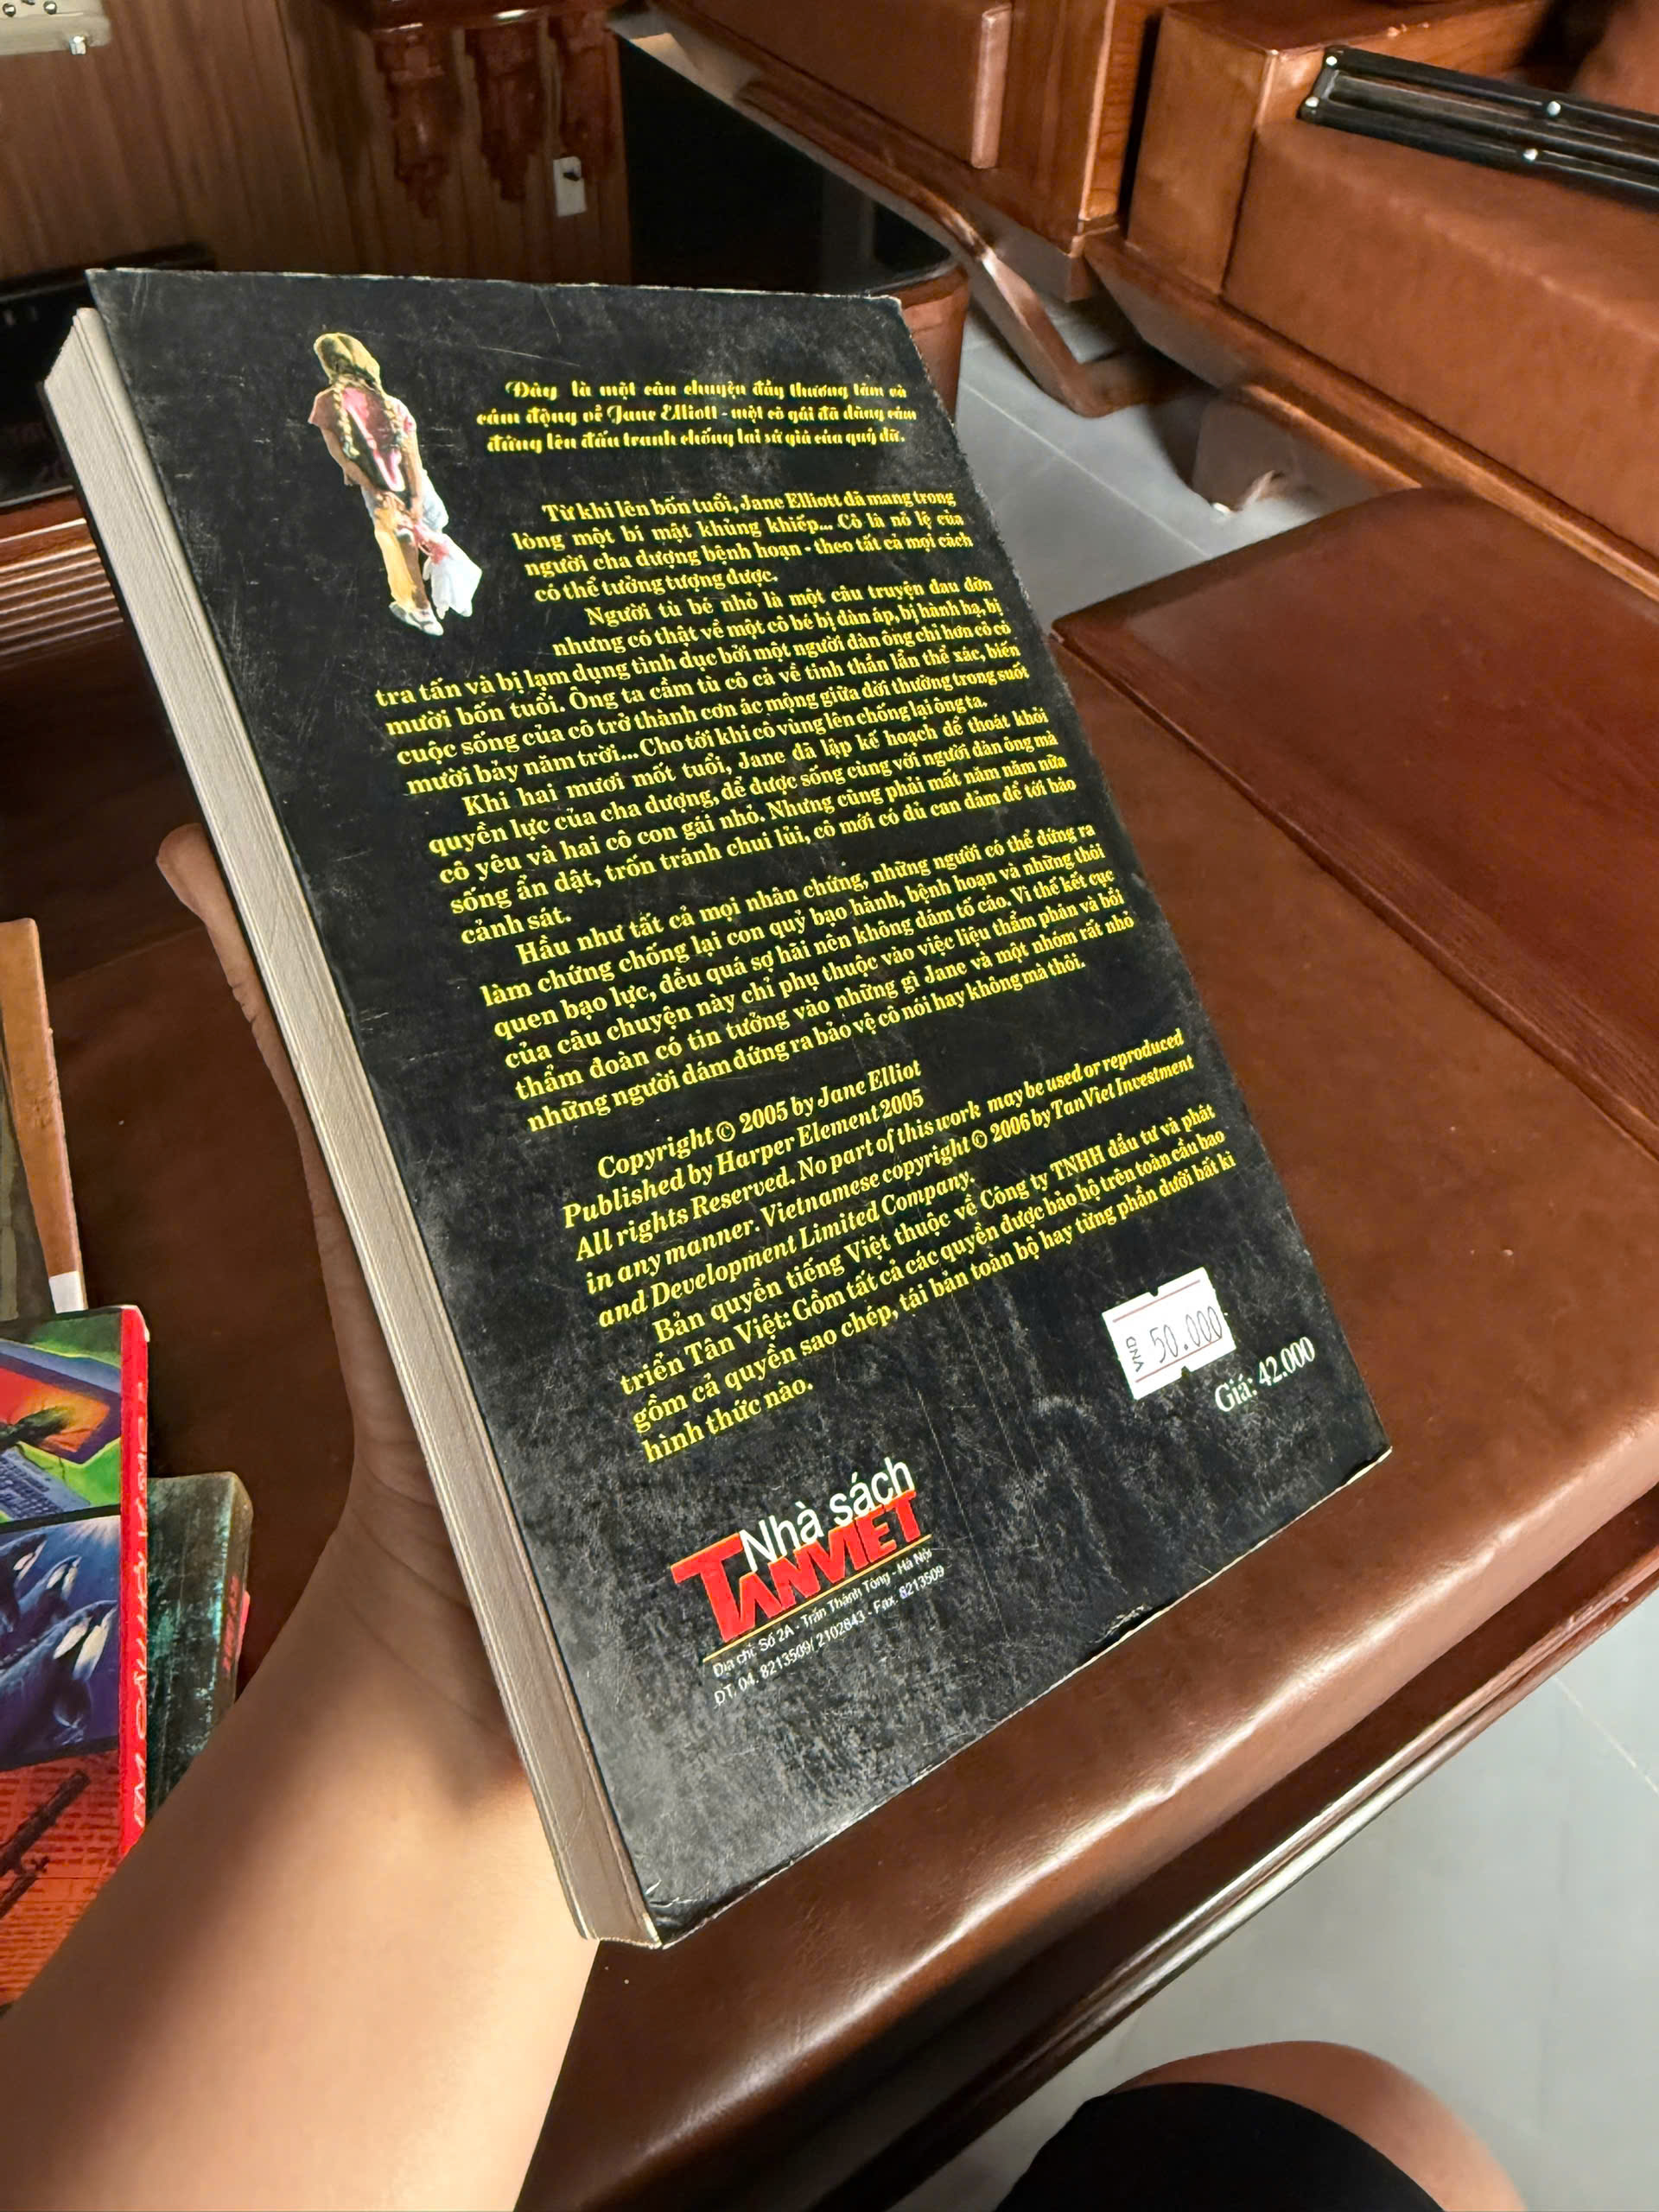 Đây là một câu chuyện đầy thương tâm và
cảm động về Jane Elliott - một cô gái đã dũng cảm
đứng lên đấu tranh chống lại sứ giả của quỷ dữ.
Từ khi lên bốn tuổi, Jane Elliott đã mang trong
lòng một bí mật khủng khiếp... Cô là nô lệ của
người cha dượng bệnh hoạn - theo tất cả mọi cách
có thể tưởng tượng được.
Người tù bé nhỏ là một câu truyện đau đớn
nhưng có thật về một cô bé bị đàn áp, bị hành hạ, bị
tra tấn và bị lạm dụng tình dục bởi một người đàn ông chỉ hơn cô có
mười bốn tuổi. Ông ta cầm tù cô cả về tinh thần lẫn thể xác, biến
cuộc sống của cô trở thành cơn ác mộng giữa đời thường trong suốt
mười bảy năm trời... Cho tới khi cô vùng lên chống lại ông ta.
Khi hai mươi mốt tuổi, Jane đã lập kế hoạch để thoát khỏi
quyền lực của cha dượng, để được sống cùng với người đàn ông mà
cô yêu và hai cô con gái nhỏ. Nhưng cũng phải mất năm năm nữa
sống ẩn dật, trốn tránh chui lủi, cô mới có đủ can đảm để tới báo
cảnh sát.
Hầu như tất cả mọi nhân chứng, những người có thể đứng ra
làm chứng chống lại con quỷ bạo hành, bệnh hoạn và những thói
quen bạo lực, đều quá sợ hãi nên không dám tố cáo. Vì thế kết cục
của câu chuyện này chỉ phụ thuộc vào việc liệu thẩm phán và bồi
thẩm đoàn có tin tưởng vào những gì Jane và một nhóm rất nhỏ
những người dám đứng ra bảo vệ cô nói hay không mà thôi.
Copyright © 2005 by Jane Elliot
Published by Harper Element 2005
All rights Reserved. No part of this work may be used or reproduced
in any manner. Vietnamese copyright © 2006 by Tan Viet Investment
and Development Limited Company.
Bản quyền tiếng Việt thuộc về Công ty TNHH đầu tư và phát
triển Tân Việt: Gồm tất cả các quyền được bảo hộ trên toàn cầu bao
gồm cả quyền sao chép, tái bản toàn bộ hay từng phần dưới bất kì
hình thức nào.
VND 50.000
Giá: 42.000
Nhà sách
TANVIET
Địa chỉ: Số 2A - Trần Thánh Tông - Hà Nội
ĐT. 04. 8213509/ 2102843 - Fax 8213509